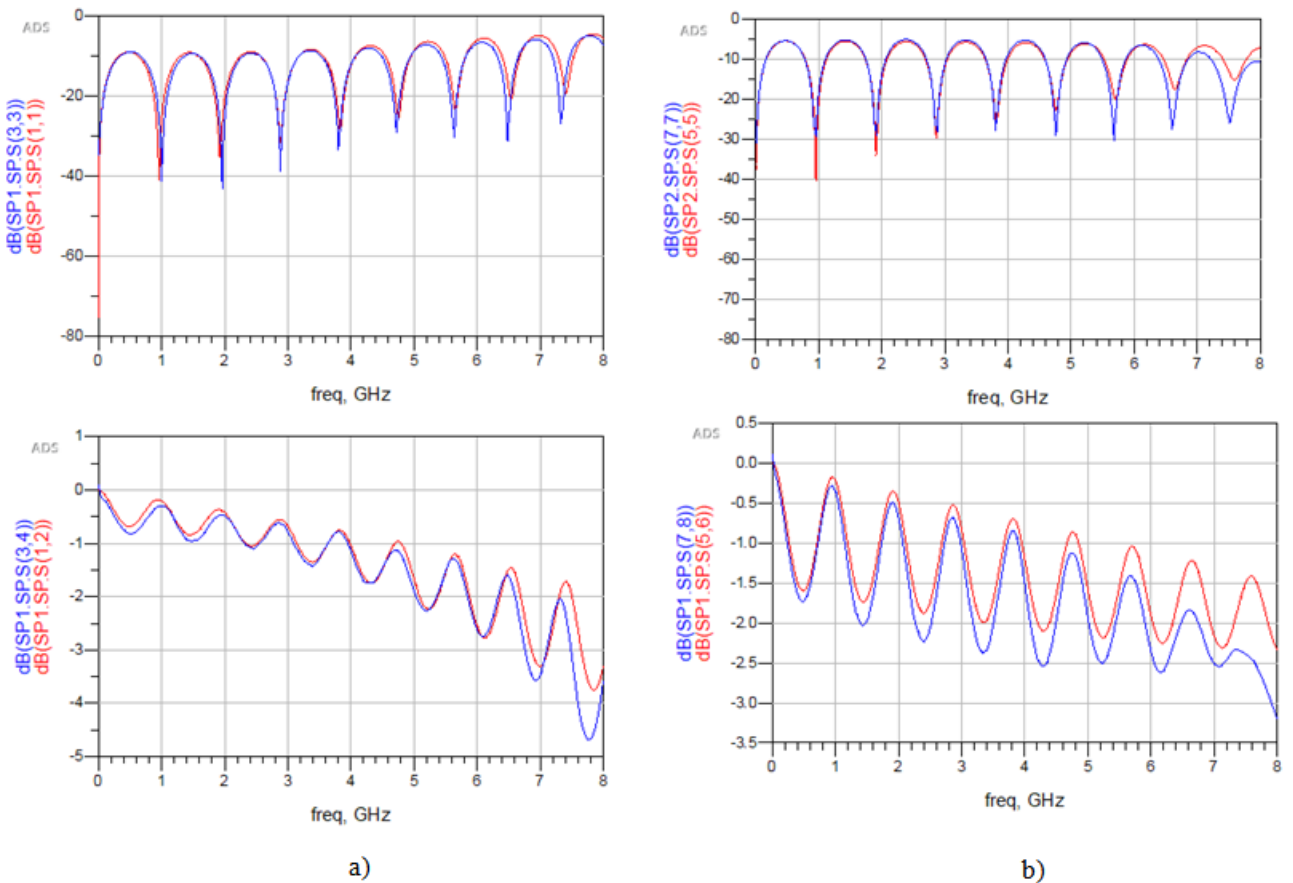 ADS
0
-20
-40
-60
-80
dB(SP1.SP.S(3,3))
dB(SP1.SP.S(1,1))
0 1 2 3 4 5 6 7 8
freq, GHz
ADS
0
-10
-20
-30
-40
-50
-60
-70
-80
dB(SP2.SP.S(7,7))
dB(SP2.SP.S(5,5))
0 1 2 3 4 5 6 7 8
freq, GHz
ADS
1
0
-1
-2
-3
-4
-5
dB(SP1.SP.S(3,4))
dB(SP1.SP.S(1,2))
0 1 2 3 4 5 6 7 8
freq, GHz
ADS
0.5
0.0
-0.5
-1.0
-1.5
-2.0
-2.5
-3.0
-3.5
dB(SP1.SP.S(7,8))
dB(SP1.SP.S(5,6))
0 1 2 3 4 5 6 7 8
freq, GHz
a)
b)